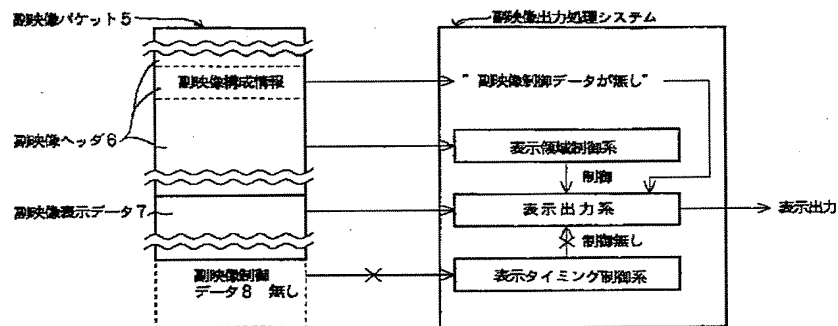 副映像パケット5
副映像出力処理システム
副映像構成情報
"副映像制御データが無し"
副映像ヘッダ6
表示領域制御系
制御
副映像表示データ7
表示出力系
表示出力
制御無し
副映像制御
データ8 無し
表示タイミング制御系